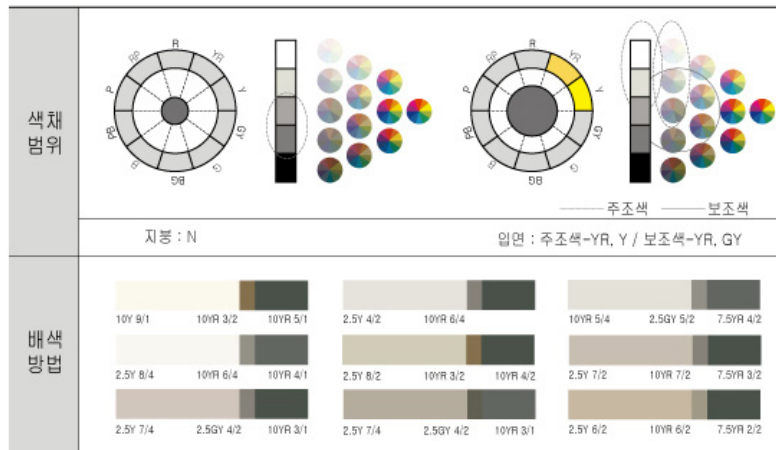 색채
범위
R
YR
Y
GY
G
BG
B
PB
P
RP
R
YR
Y
GY
G
BG
B
PB
P
RP
주조색
보조색
지붕 : N
입면 : 주조색-YR, Y / 보조색-YR, GY
배색
방법
10Y 9/1 10YR 3/2 10YR 5/1
2.5Y 4/2 10YR 6/4
10YR 5/4 2.5GY 5/2 7.5YR 4/2
2.5Y 8/4 10YR 6/4 10YR 4/1
2.5Y 8/2 10YR 3/2 10YR 4/2
2.5Y 7/2 10YR 7/2 7.5YR 3/2
2.5Y 7/4 2.5GY 4/2 10YR 3/1
2.5Y 7/4 2.5GY 4/2 10YR 3/1
2.5Y 6/2 10YR 6/2 7.5YR 2/2